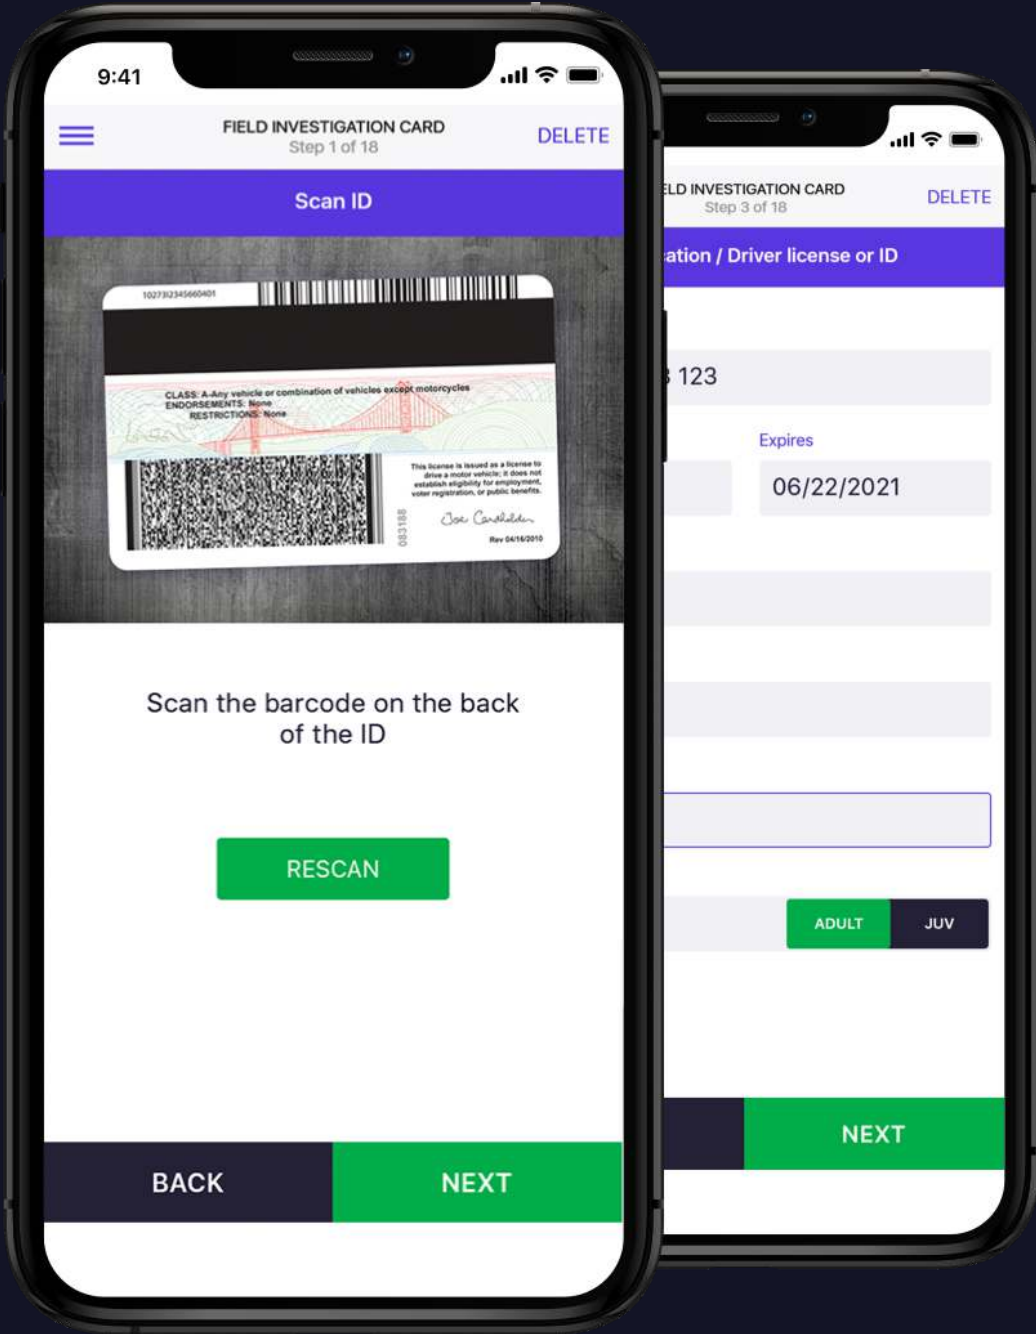 9:41
FIELD INVESTIGATION CARD
Step 1 of 18
DELETE
Scan ID
CLASS: A-Any vehicle or combination of vehicles except motorcycles
ENDORSEMENTS: None
RESTRICTIONS: None
This license is issued as a license to
drive a motor vehicle; it does not
establish eligibility for employment,
voter registration, or public benefits.
083188
Joe Cardholder
Rev 04/16/2010
Scan the barcode on the back
of the ID
RESCAN
BACK
NEXT
ELD INVESTIGATION CARD
Step 3 of 18
DELETE
ation / Driver license or ID
123
Expires
06/22/2021
ADULT
JUV
NEXT